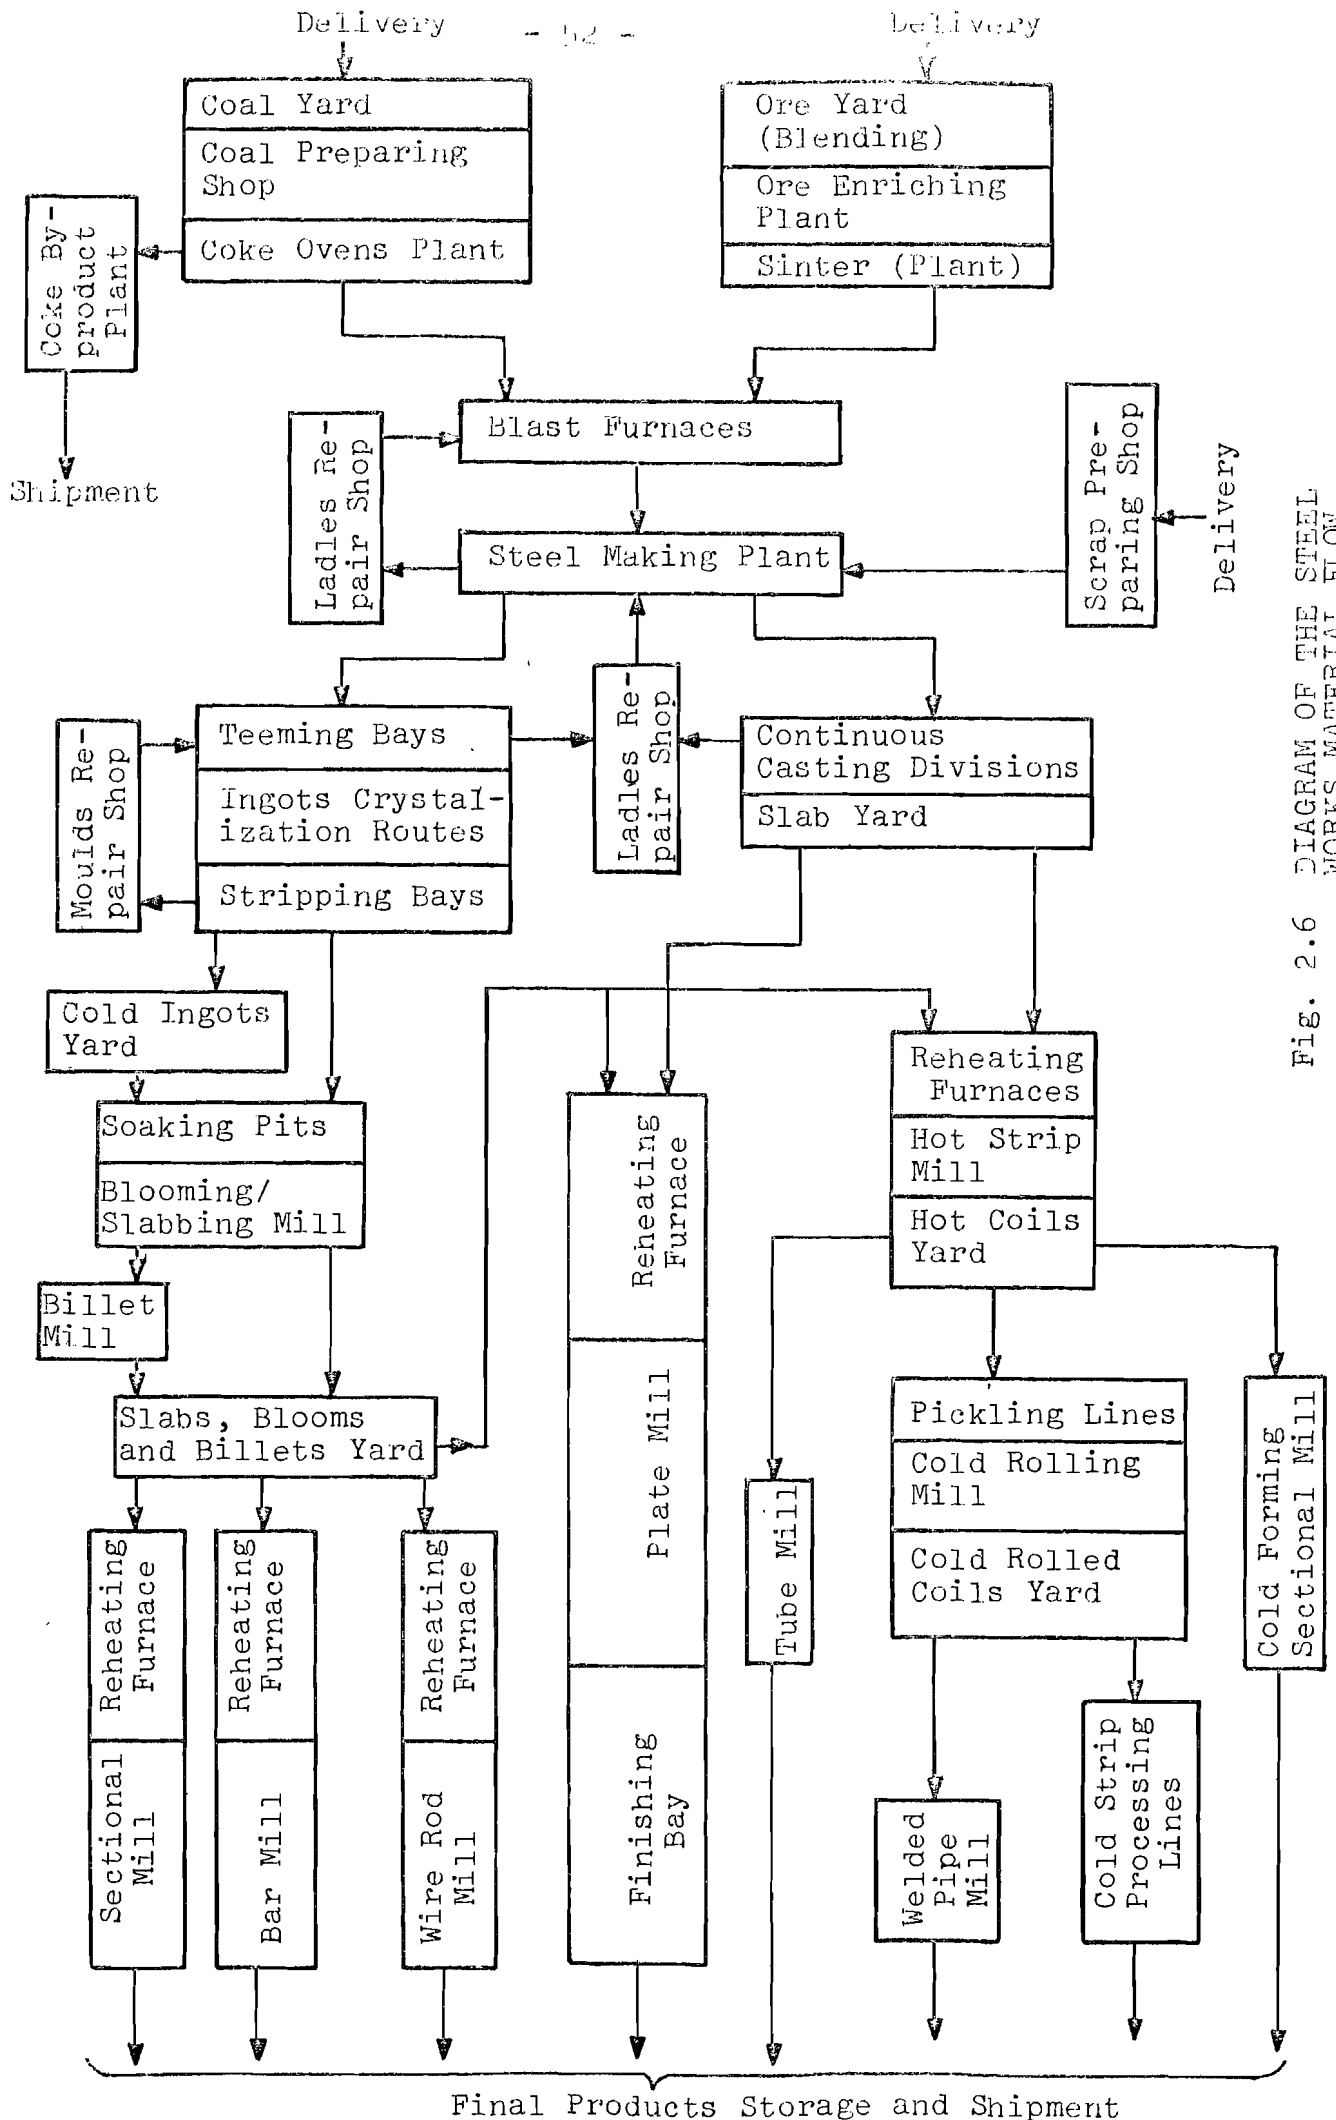 Delivery
- 52 -
Delivery
Coal Yard
Coal Preparing
Shop
Coke Ovens Plant
Ore Yard
(Blending)
Ore Enriching
Plant
Sinter (Plant)
Coke By-
product
Plant
Shipment
Blast Furnaces
Ladles Re-
pair Shop
Steel Making Plant
Scrap Pre-
paring Shop
Delivery
Moulds Re-
pair Shop
Teeming Bays
Ingots Crystal-
ization Routes
Stripping Bays
Ladles Re-
pair Shop
Continuous
Casting Divisions
Slab Yard
Cold Ingots
Yard
Soaking Pits
Blooming/
Slabbing Mill
Billet
Mill
Slabs, Blooms
and Billets Yard
Reheating
Furnace
Sectional
Mill
Reheating
Furnace
Bar Mill
Reheating
Furnace
Wire Rod
Mill
Reheating
Furnace
Plate Mill
Finishing
Bay
Reheating
Furnaces
Hot Strip
Mill
Hot Coils
Yard
Tube Mill
Pickling Lines
Cold Rolling
Mill
Cold Rolled
Coils Yard
Cold Forming
Sectional Mill
Welded
Pipe
Mill
Cold Strip
Processing
Lines
Final Products Storage and Shipment
Fig. 2.6 DIAGRAM OF THE STEEL
WORKS MATERIAL FLOW